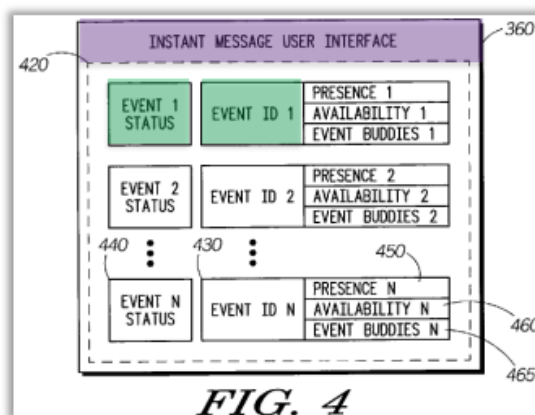 INSTANT MESSAGE USER INTERFACE
360
420
EVENT 1
STATUS
EVENT ID 1
PRESENCE 1
AVAILABILITY 1
EVENT BUDDIES 1
EVENT 2
STATUS
EVENT ID 2
PRESENCE 2
AVAILABILITY 2
EVENT BUDDIES 2
440
430
450
EVENT N
STATUS
EVENT ID N
PRESENCE N
AVAILABILITY N
EVENT BUDDIES N
460
465
FIG. 4